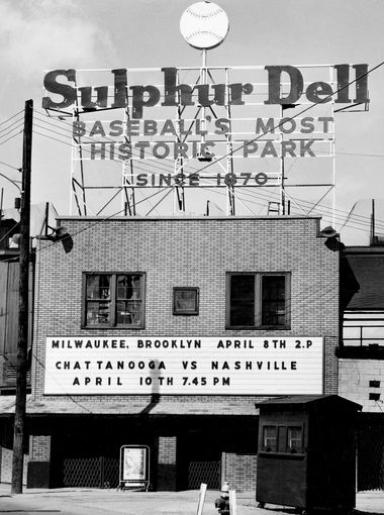 Sulphur Dell
BASEBALL'S MOST
HISTORIC PARK
SINCE 1870
MILWAUKEE, BROOKLYN APRIL 8TH 2.P
CHATTANOOGA VS NASHVILLE
APRIL 10TH 7.45 PM